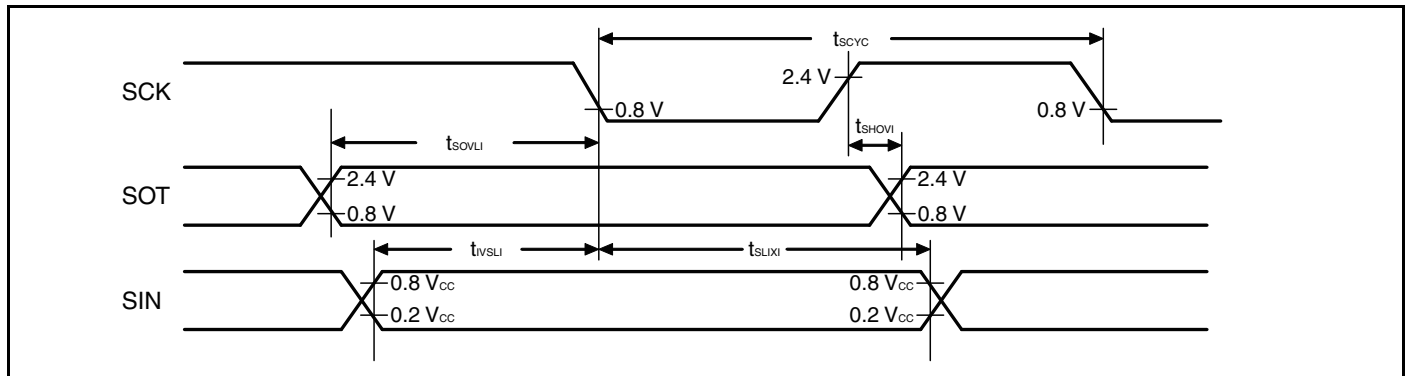 tSCYC
SCK
2.4 V
0.8 V
0.8 V
tSHOVI
tSOVLI
SOT
2.4 V
2.4 V
0.8 V
0.8 V
tIVSLI
tSLIXI
SIN
0.8 VCC
0.8 VCC
0.2 VCC
0.2 VCC